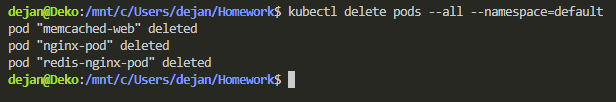 dejan@Deko:/mnt/c/Users/dejan/Homework$ kubectl delete pods --all --namespace=default
pod "memcached-web" deleted
pod "nginx-pod" deleted
pod "redis-nginx-pod" deleted
dejan@Deko:/mnt/c/Users/dejan/Homework$